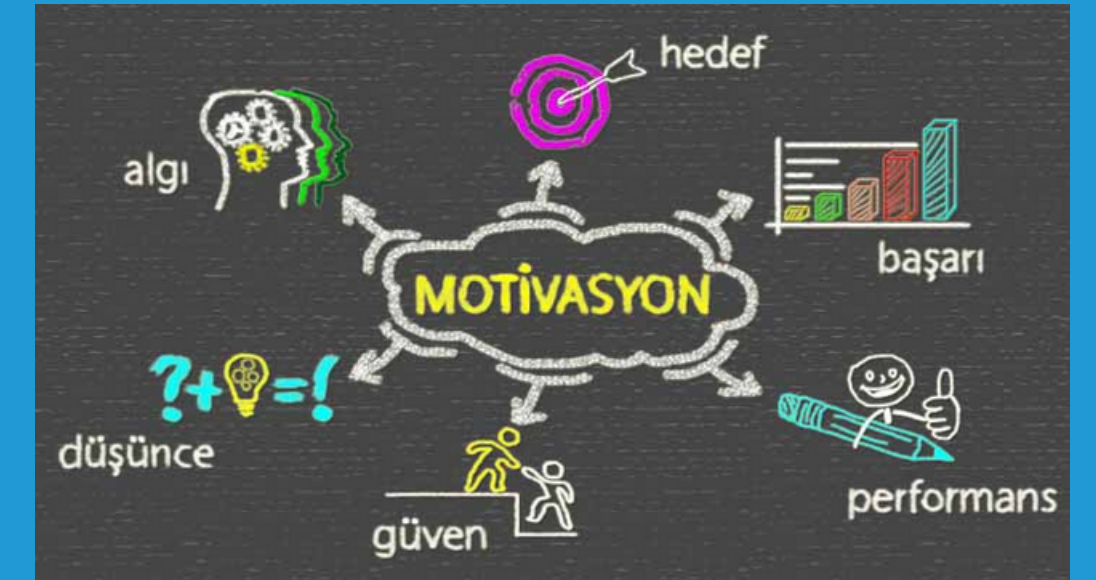 hedef
algı
başarı
MOTİVASYON
?+=!
düşünce
güven
performans